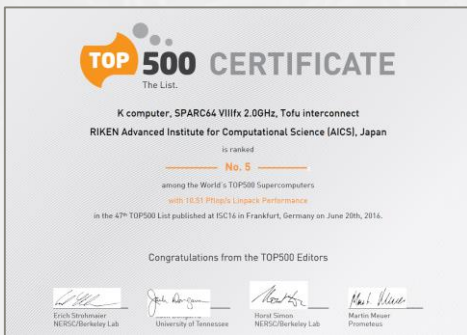 TOP 500 CERTIFICATE
The List.
K computer, SPARC64 VIIIfx 2.0GHz, Tofu interconnect
RIKEN Advanced Institute for Computational Science (AICS), Japan
is ranked
No. 5
among the World's TOP500 Supercomputers
with 10.51 Pflop/s Linpack Performance
in the 47th TOP500 List published at ISC16 in Frankfurt, Germany on June 20th, 2016.
Congratulations from the TOP500 Editors
Erich Strohmaier
NERSC/Berkeley Lab
University of Tennessee
Horst Simon
NERSC/Berkeley Lab
Martin Meuer
Prometeus